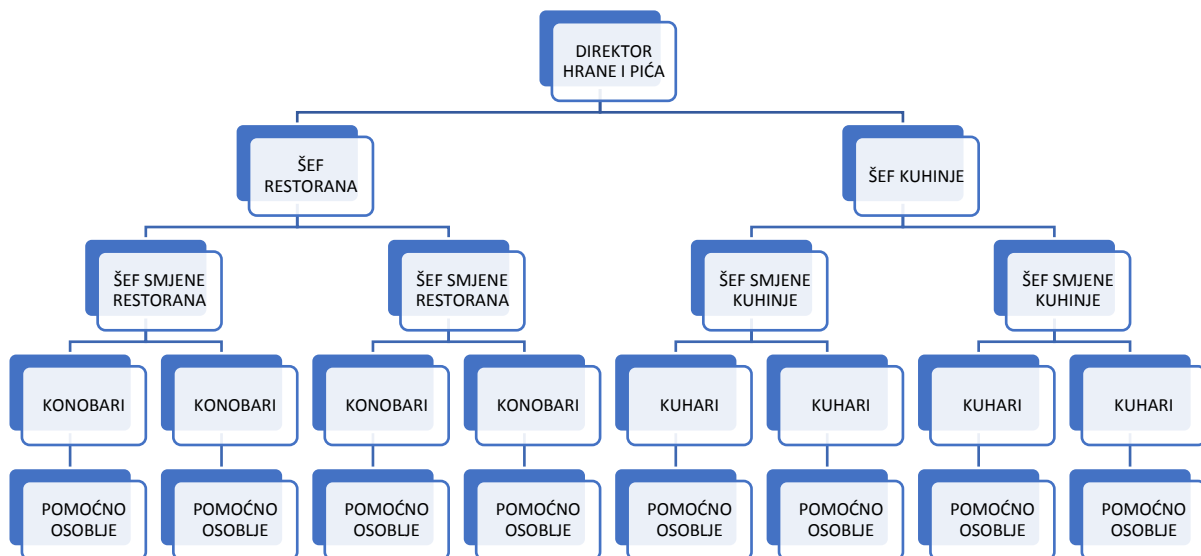 DIREKTOR
HRANE I PIĆA
ŠEF
RESTORANA
ŠEF KUHINJE
ŠEF SMJENE
RESTORANA
ŠEF SMJENE
RESTORANA
ŠEF SMJENE
KUHINJE
ŠEF SMJENE
KUHINJE
KONOBARI
KONOBARI
KONOBARI
KONOBARI
KUHARI
KUHARI
KUHARI
KUHARI
POMOĆNO
OSOBLJE
POMOĆNO
OSOBLJE
POMOĆNO
OSOBLJE
POMOĆNO
OSOBLJE
POMOĆNO
OSOBLJE
POMOĆNO
OSOBLJE
POMOĆNO
OSOBLJE
POMOĆNO
OSOBLJE